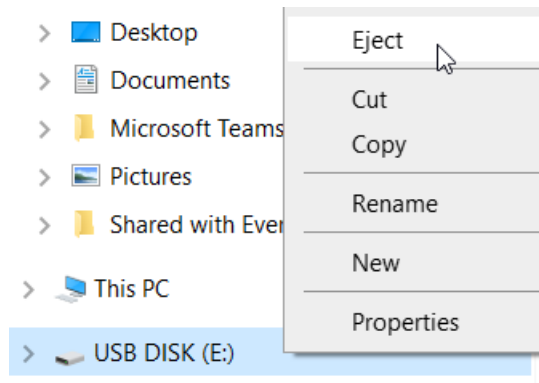 Desktop
Documents
Microsoft Teams
Pictures
Shared with Ever
This PC
USB DISK (E:)
Eject
Cut
Copy
Rename
New
Properties